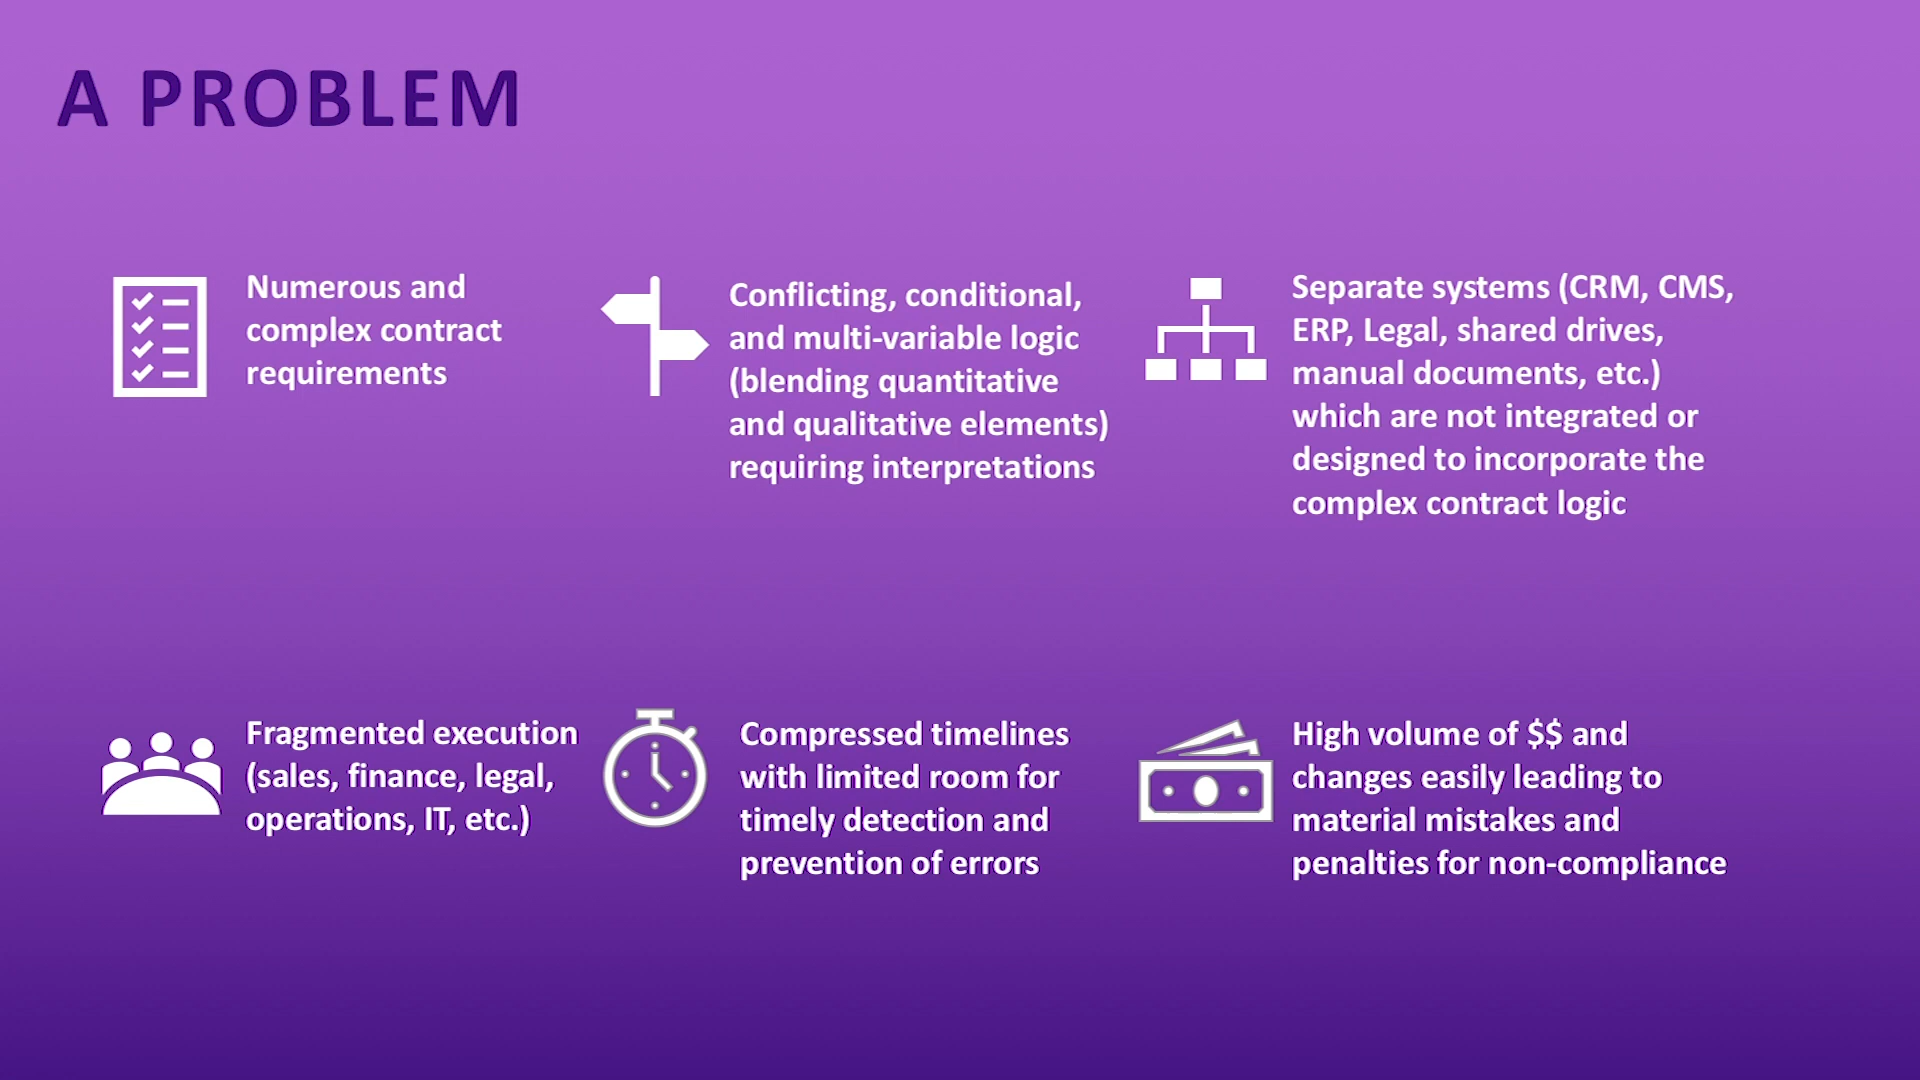 A PROBLEM
Numerous and
complex contract
requirements
Conflicting, conditional,
and multi-variable logic
(blending quantitative
and qualitative elements)
requiring interpretations
Separate systems (CRM, CMS,
ERP, Legal, shared drives,
manual documents, etc.)
which are not integrated or
designed to incorporate the
complex contract logic
Fragmented execution
(sales, finance, legal,
operations, IT, etc.)
Compressed timelines
with limited room for
timely detection and
prevention of errors
High volume of $$ and
changes easily leading to
material mistakes and
penalties for non-compliance